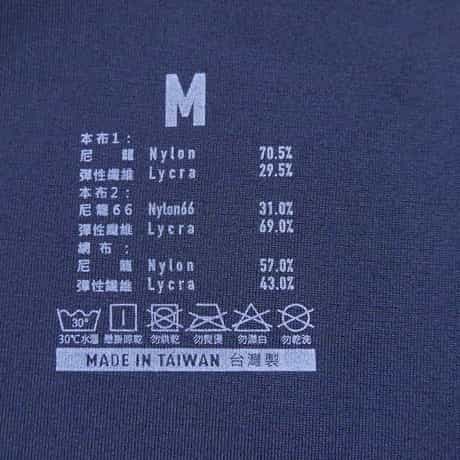 M
本布1:
尼龍 Nylon 70.5%
彈性纖維 Lycra 29.5%
本布2:
尼龍66 Nylon66 31.0%
彈性纖維 Lycra 69.0%
網布:
尼龍 Nylon 57.0%
彈性纖維 Lycra 43.0%
30°
30℃水溫 懸掛晾乾 勿烘乾 勿熨燙 勿漂白 勿乾洗
MADE IN TAIWAN 台灣製